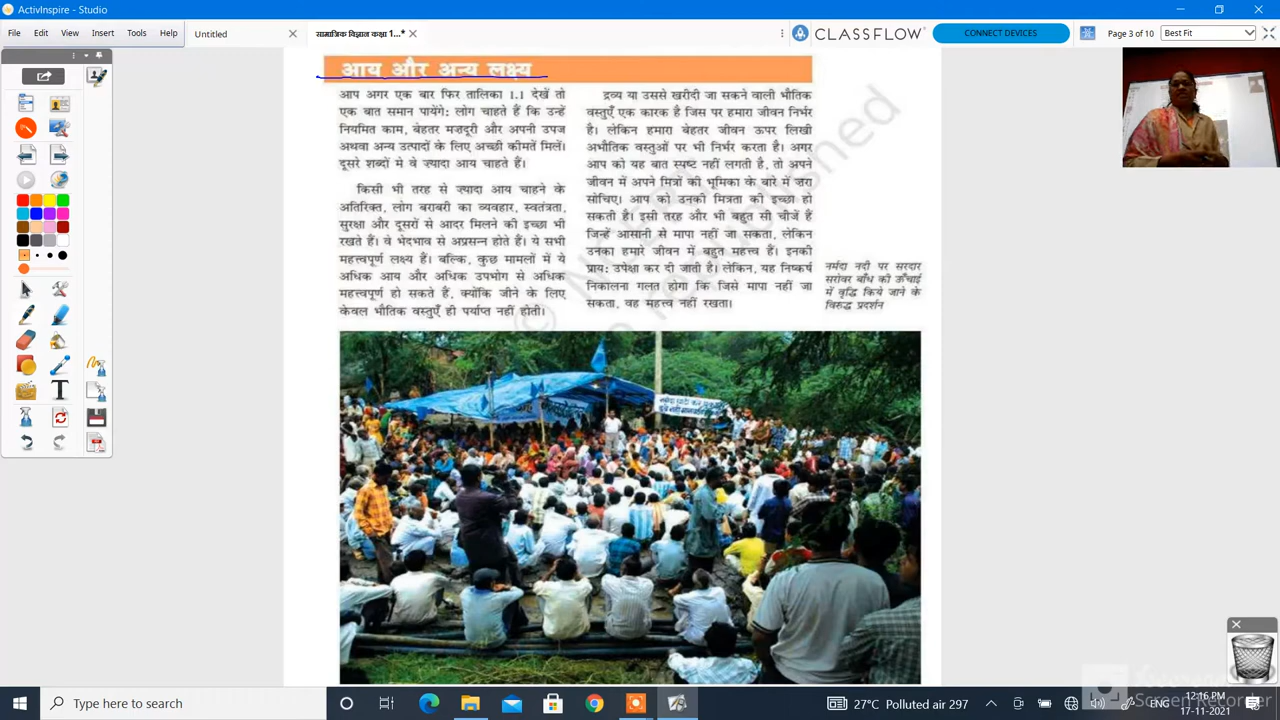 ActivInspire - Studio
File Edit View Insert Tools Help
Untitled
सामाजिक विज्ञान कक्षा 1...*
CLASSFLOW
CONNECT DEVICES
Page 3 of 10
Best Fit
आय और अन्य लक्ष्य
आप अगर एक बार फिर तालिका 1.1 देखें तो
एक बात समान पायेंगे: लोग चाहते हैं कि उन्हें
नियमित काम, बेहतर मजदूरी और अपनी उपज
अथवा अन्य उत्पादों के लिए अच्छी कीमतें मिलें।
दूसरे शब्दों मे वे ज्यादा आय चाहते हैं।
किसी भी तरह से ज्यादा आय चाहने के
अतिरिक्त, लोग बराबरी का व्यवहार, स्वतंत्रता,
सुरक्षा और दूसरों से आदर मिलने की इच्छा भी
रखते हैं। वे भेदभाव से अप्रसन्न होते हैं। ये सभी
महत्त्वपूर्ण लक्ष्य हैं। बल्कि, कुछ मामलों में ये
अधिक आय और अधिक उपभोग से अधिक
महत्त्वपूर्ण हो सकते हैं, क्योंकि जीने के लिए
केवल भौतिक वस्तुएँ ही पर्याप्त नहीं होती।
द्रव्य या उससे खरीदी जा सकने वाली भौतिक
वस्तुएँ एक कारक है जिस पर हमारा जीवन निर्भर
है। लेकिन हमारा बेहतर जीवन ऊपर लिखी
अभौतिक वस्तुओं पर भी निर्भर करता है। अगर
आप को यह बात स्पष्ट नहीं लगती है, तो अपने
जीवन में अपने मित्रों की भूमिका के बारे में जरा
सोचिए। आप को उनकी मित्रता की इच्छा हो
सकती है। इसी तरह और भी बहुत सी चीजें हैं
जिन्हें आसानी से मापा नहीं जा सकता, लेकिन
उनका हमारे जीवन में बहुत महत्त्व हैं। इनकी
प्राय: उपेक्षा कर दी जाती है। लेकिन, यह निष्कर्ष
निकालना गलत होगा कि जिसे मापा नहीं जा
सकता, वह महत्त्व नहीं रखता।
नर्मदा नदी पर सरदार
सरोवर बाँध की ऊँचाई
में वृद्धि किये जाने के
विरुद्ध प्रदर्शन
Type here to search
27°C Polluted air 297
ENG
12:16 PM
17-11-2021
Screen Recorder